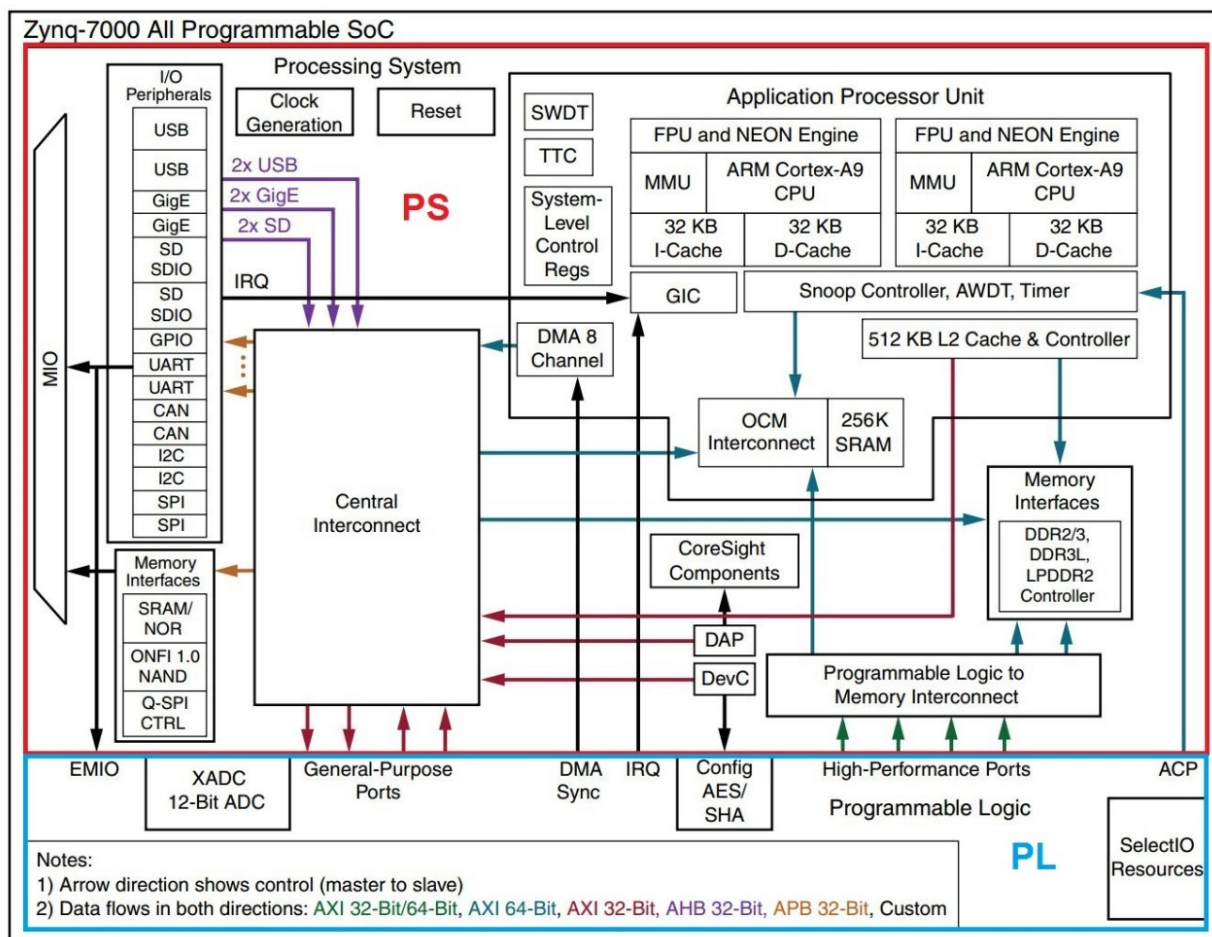 Zynq-7000 All Programmable SoC
Processing System
I/O
Peripherals
USB
USB
GigE
GigE
SD
SDIO
SD
SDIO
GPIO
UART
UART
CAN
CAN
I2C
I2C
SPI
SPI
MIO
Clock
Generation
Reset
2x USB
2x GigE
2x SD
IRQ
PS
Application Processor Unit
SWDT
TTC
System-
Level
Control
Regs
FPU and NEON Engine
MMU
ARM Cortex-A9
CPU
32 KB
I-Cache
32 KB
D-Cache
FPU and NEON Engine
MMU
ARM Cortex-A9
CPU
32 KB
I-Cache
32 KB
D-Cache
GIC
Snoop Controller, AWDT, Timer
512 KB L2 Cache & Controller
DMA 8
Channel
OCM
Interconnect
256K
SRAM
Central
Interconnect
Memory
Interfaces
DDR2/3,
DDR3L,
LPDDR2
Controller
CoreSight
Components
DAP
DevC
Programmable Logic to
Memory Interconnect
Memory
Interfaces
SRAM/
NOR
ONFI 1.0
NAND
Q-SPI
CTRL
EMIO
XADC
12-Bit ADC
General-Purpose
Ports
DMA
Sync
IRQ
Config
AES/
SHA
High-Performance Ports
ACP
Programmable Logic
PL
SelectIO
Resources
Notes:
1) Arrow direction shows control (master to slave)
2) Data flows in both directions: AXI 32-Bit/64-Bit, AXI 64-Bit, AXI 32-Bit, AHB 32-Bit, APB 32-Bit, Custom